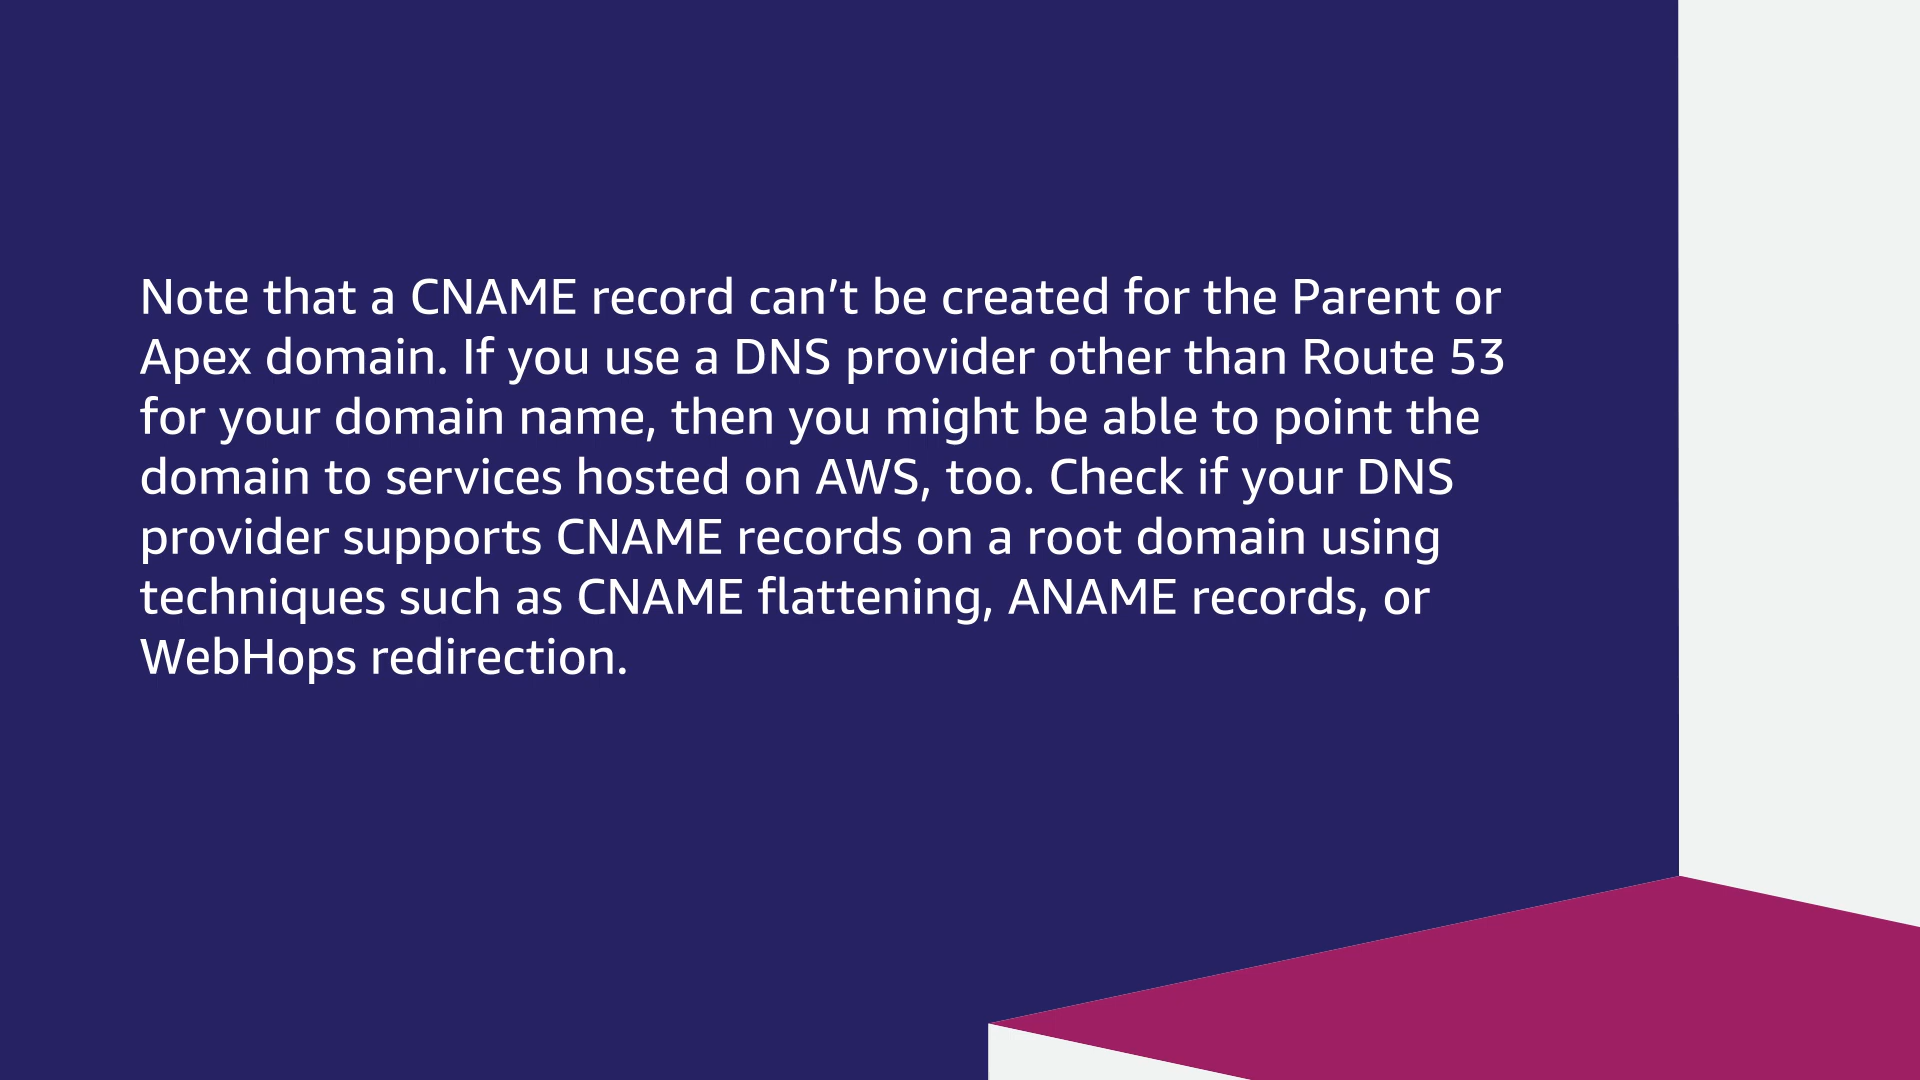 Note that a CNAME record can’t be created for the Parent or
Apex domain. If you use a DNS provider other than Route 53
for your domain name, then you might be able to point the
domain to services hosted on AWS, too. Check if your DNS
provider supports CNAME records on a root domain using
techniques such as CNAME flattening, ANAME records, or
WebHops redirection.